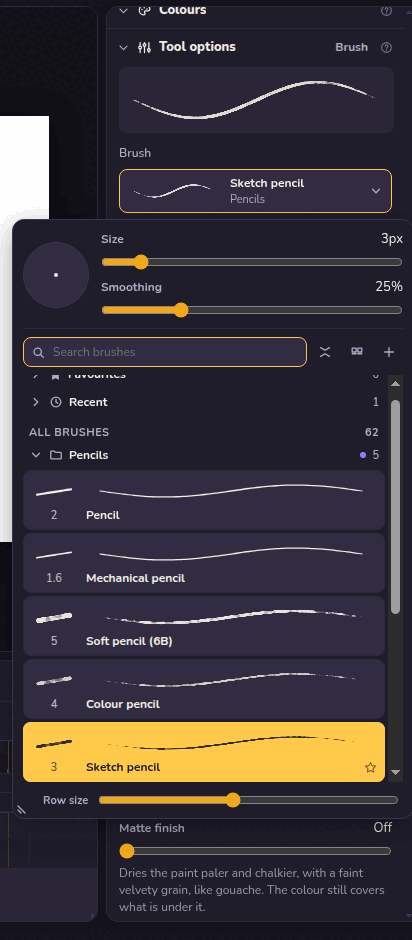 Colours
Tool options
Brush
Brush
Sketch pencil
Pencils
Size
3px
Smoothing
25%
Search brushes
Favourites
Recent
1
ALL BRUSHES
62
Pencils
5
2
Pencil
1.6
Mechanical pencil
5
Soft pencil (6B)
4
Colour pencil
3
Sketch pencil
Row size
Matte finish
Off
Dries the paint paler and chalkier, with a faint
velvety grain, like gouache. The colour still covers
what is under it.